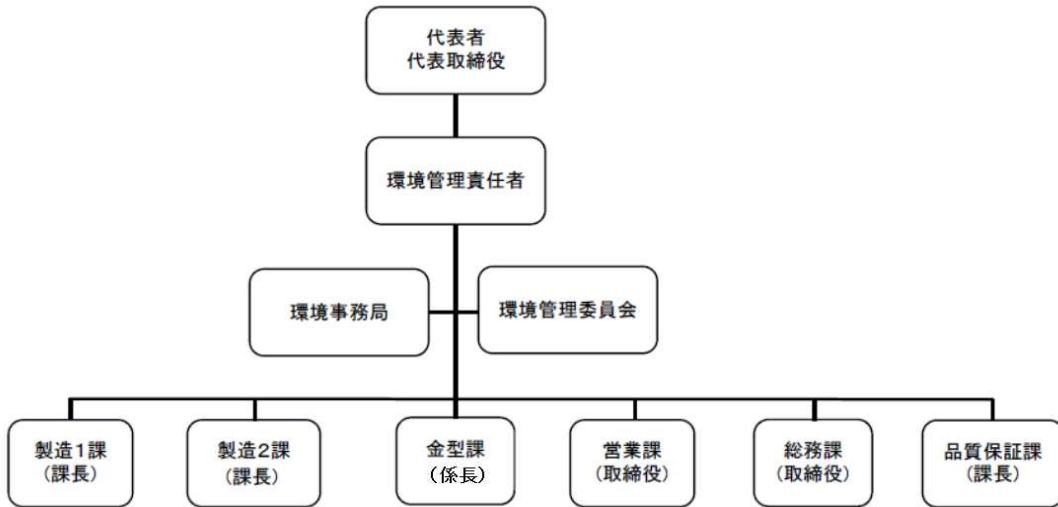 代表者
代表取締役
環境管理責任者
環境事務局
環境管理委員会
製造1課
(課長)
製造2課
(課長)
金型課
(係長)
営業課
(取締役)
総務課
(取締役)
品質保証課
(課長)